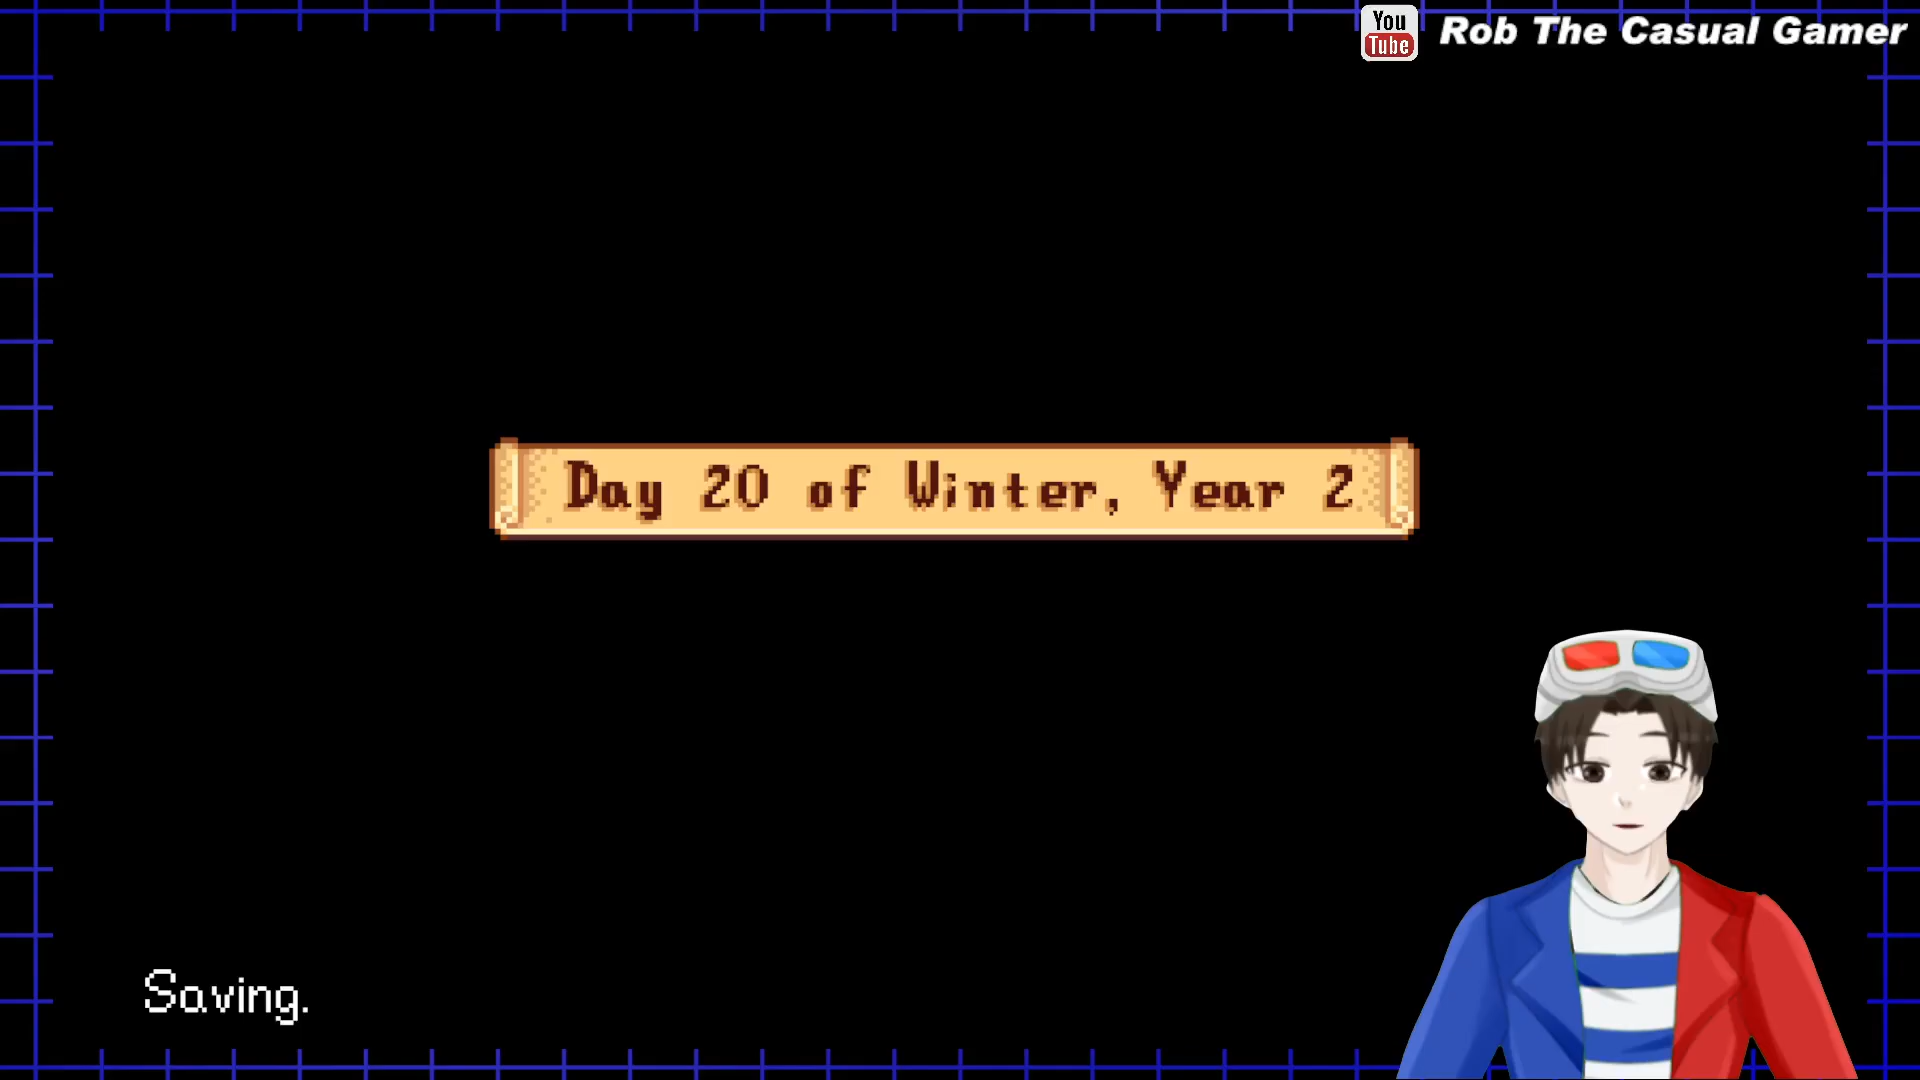 You
Tube
Rob The Casual Gamer
Day 20 of Winter, Year 2
Saving.